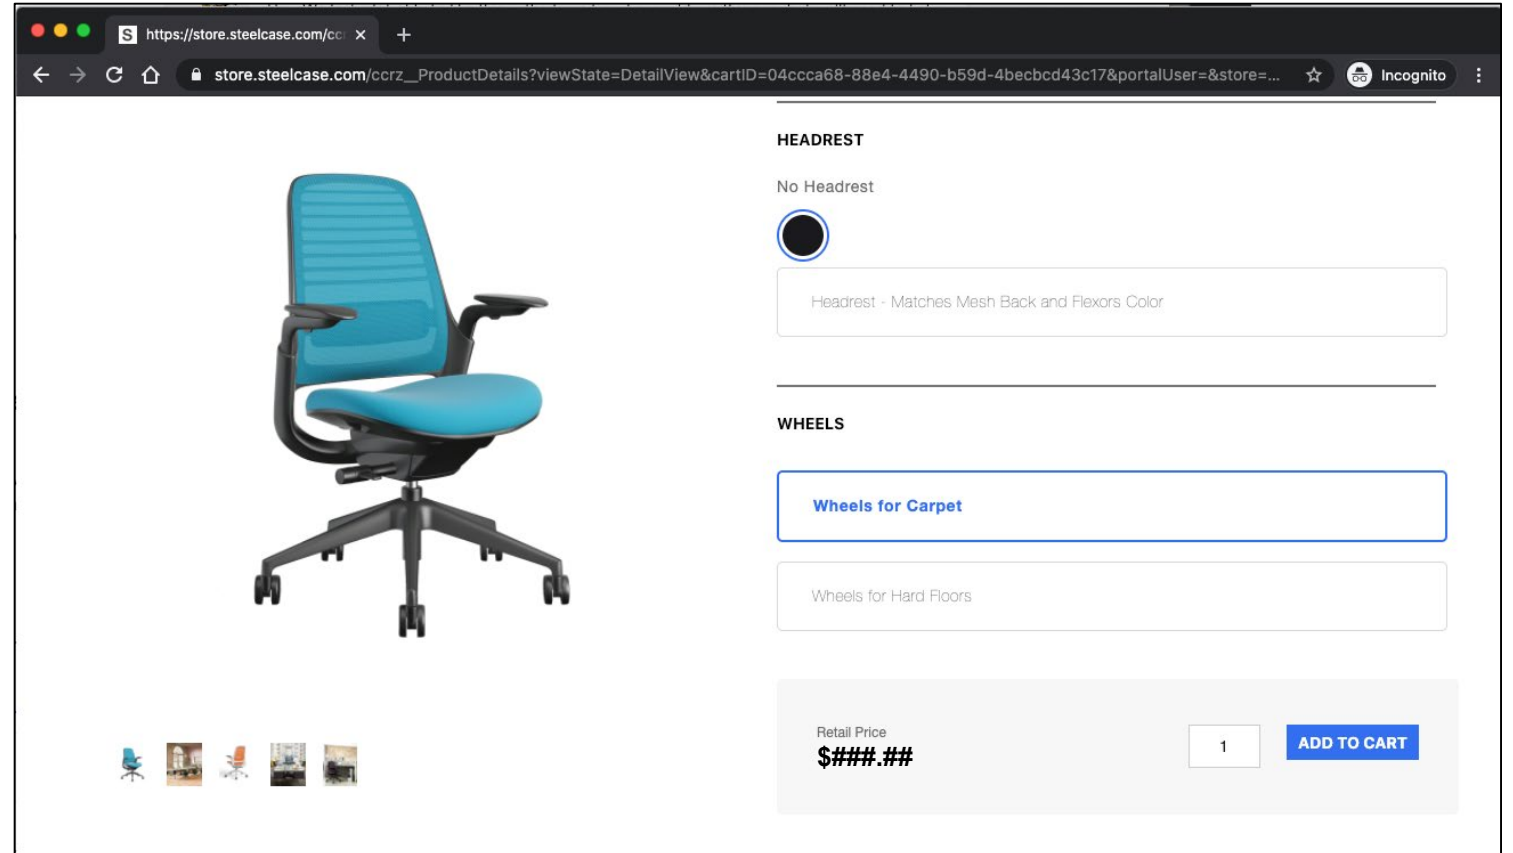 S https://store.steelcase.com/cc
store.steelcase.com/ccrz__ProductDetails?viewState=DetailView&cartID=04ccca68-88e4-4490-b59d-4becbcd43c17&portalUser=&store=...
Incognito
HEADREST
No Headrest
Headrest - Matches Mesh Back and Flexors Color
WHEELS
Wheels for Carpet
Wheels for Hard Floors
Retail Price
$###.##
1
ADD TO CART